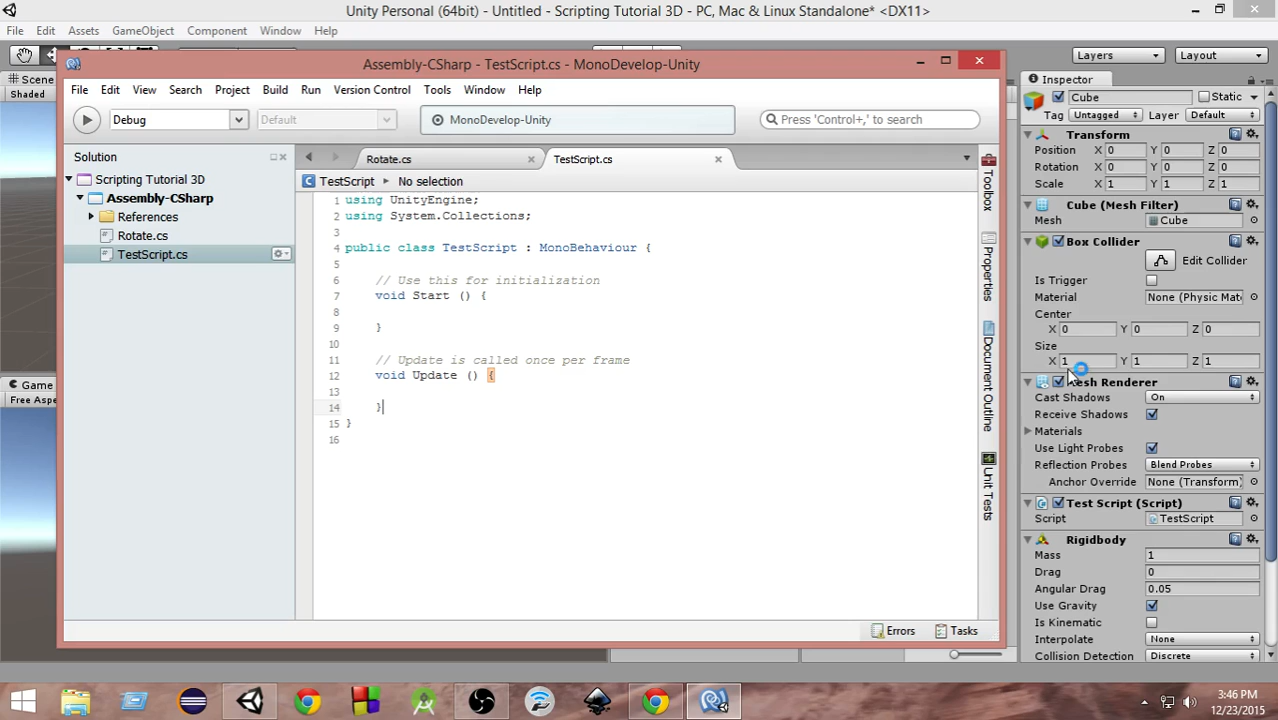 Unity Personal (64bit) - Untitled - Scripting Tutorial 3D - PC, Mac & Linux Standalone* <DX11>
File Edit Assets GameObject Component Window Help
Layers Layout
Scene
Shaded
Game
Free Aspe
Assembly-CSharp - TestScript.cs - MonoDevelop-Unity
File Edit View Search Project Build Run Version Control Tools Window Help
Debug Default MonoDevelop-Unity Press 'Control+,' to search
Solution
Scripting Tutorial 3D
Assembly-CSharp
References
Rotate.cs
TestScript.cs
Rotate.cs TestScript.cs
TestScript No selection
1 using UnityEngine;
2 using System.Collections;
3
4 public class TestScript : MonoBehaviour {
5
6 // Use this for initialization
7 void Start () {
8
9 }
10
11 // Update is called once per frame
12 void Update () {
13
14 }
15 }
16
Toolbox
Properties
Document Outline
Unit Tests
Errors Tasks
Inspector
Cube Static
Tag Untagged Layer Default
Transform
Position X 0 Y 0 Z 0
Rotation X 0 Y 0 Z 0
Scale X 1 Y 1 Z 1
Cube (Mesh Filter)
Mesh Cube
Box Collider
Edit Collider
Is Trigger
Material None (Physic Mate
Center
X 0 Y 0 Z 0
Size
X 1 Y 1 Z 1
Mesh Renderer
Cast Shadows On
Receive Shadows
Materials
Use Light Probes
Reflection Probes Blend Probes
Anchor Override None (Transform)
Test Script (Script)
Script TestScript
Rigidbody
Mass 1
Drag 0
Angular Drag 0.05
Use Gravity
Is Kinematic
Interpolate None
Collision Detection Discrete
3:46 PM
12/23/2015